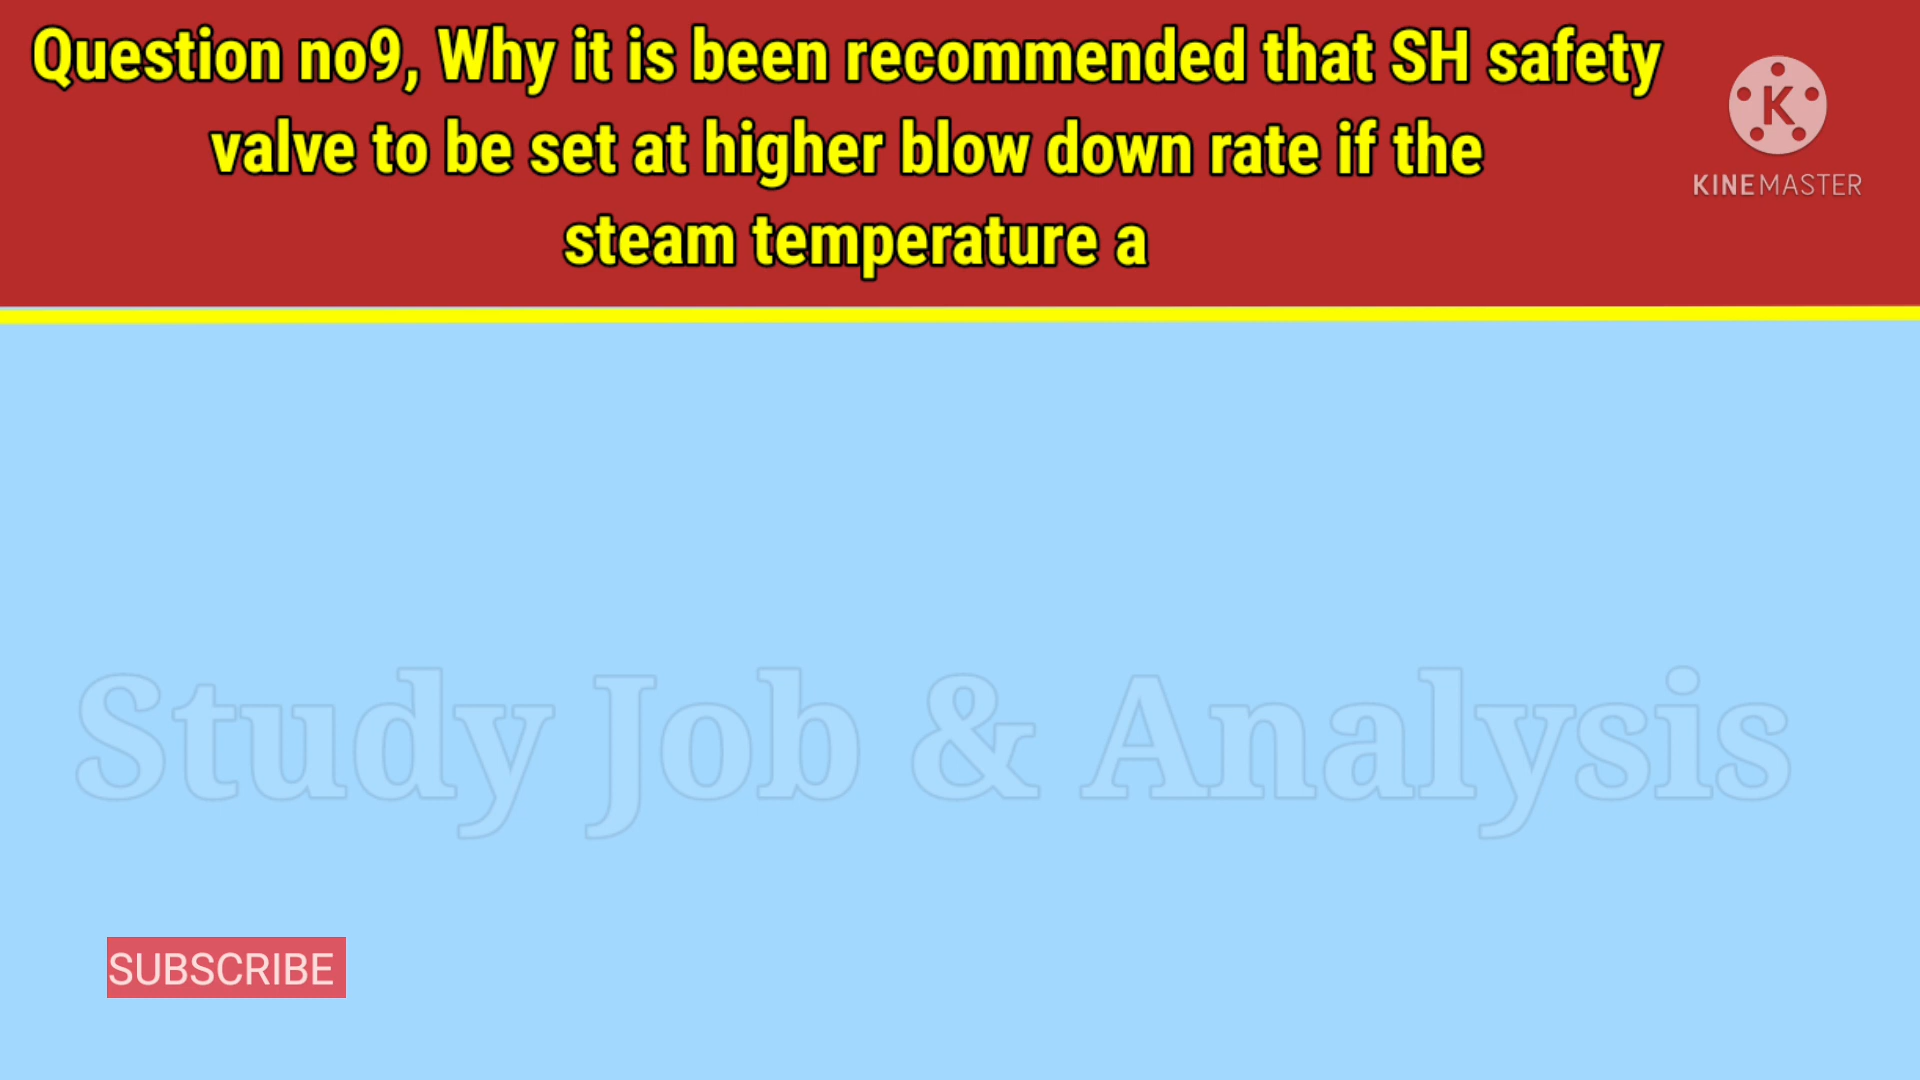 Question no9, Why it is been recommended that SH safety
valve to be set at higher blow down rate if the
steam temperature a
KINEMASTER
Study Job & Analysis
SUBSCRIBE